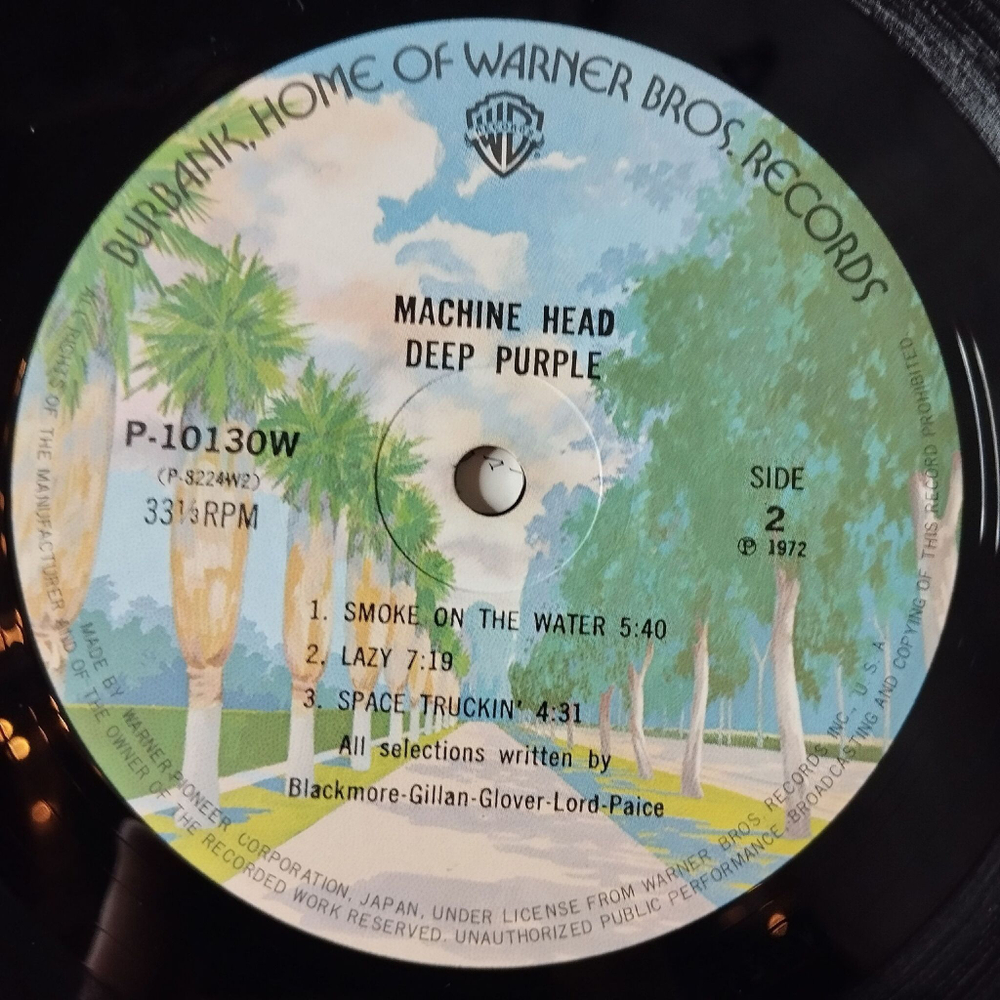 BURBANK, HOME OF WARNER BROS. RECORDS
RECORDS
MACHINE HEAD
DEEP PURPLE
P-10130W
(P-8224W2)
33⅓RPM
SIDE
2
Ⓟ 1972
1. SMOKE ON THE WATER 5:40
2. LAZY 7:19
3. SPACE TRUCKIN' 4:31
All selections written by
Blackmore-Gillan-Glover-Lord-Paice
MADE BY WARNER-PIONEER CORPORATION, JAPAN, UNDER LICENSE FROM WARNER BROS. RECORDS INC., U.S.A.
RIGHTS OF THE MANUFACTURER AND OF THE OWNER OF THE RECORDED WORK RESERVED. UNAUTHORIZED PUBLIC PERFORMANCE, BROADCASTING AND COPYING OF THIS RECORD PROHIBITED